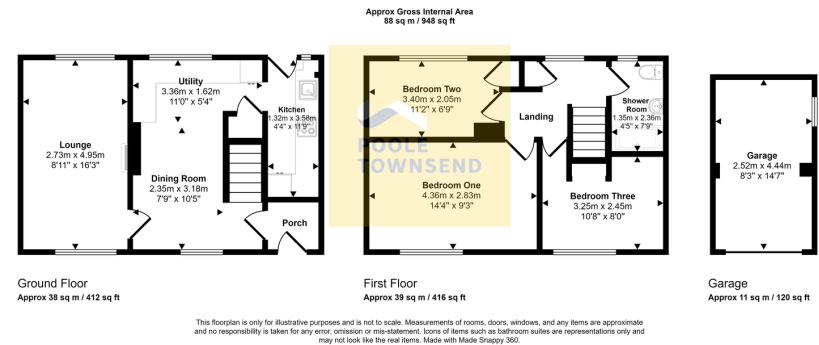 Approx Gross Internal Area
88 sq m / 948 sq ft
Utility
3.36m x 1.62m
11'0" x 5'4"
Kitchen
1.32m x 3.58m
4'4" x 11'9"
Lounge
2.73m x 4.95m
8'11" x 16'3"
Dining Room
2.35m x 3.18m
7'9" x 10'5"
Porch
Bedroom Two
3.40m x 2.05m
11'2" x 6'9"
Landing
Shower
Room
1.35m x 2.36m
4'5" x 7'9"
POOLE
TOWNSEND
Bedroom One
4.36m x 2.83m
14'4" x 9'3"
Bedroom Three
3.25m x 2.45m
10'8" x 8'0"
Garage
2.52m x 4.44m
8'3" x 14'7"
Ground Floor
Approx 38 sq m / 412 sq ft
First Floor
Approx 39 sq m / 416 sq ft
Garage
Approx 11 sq m / 120 sq ft
This floorplan is only for illustrative purposes and is not to scale. Measurements of rooms, doors, windows, and any items are approximate
and no responsibility is taken for any error, omission or mis-statement. Icons of items such as bathroom suites are representations only and
may not look like the real items. Made with Made Snappy 360.